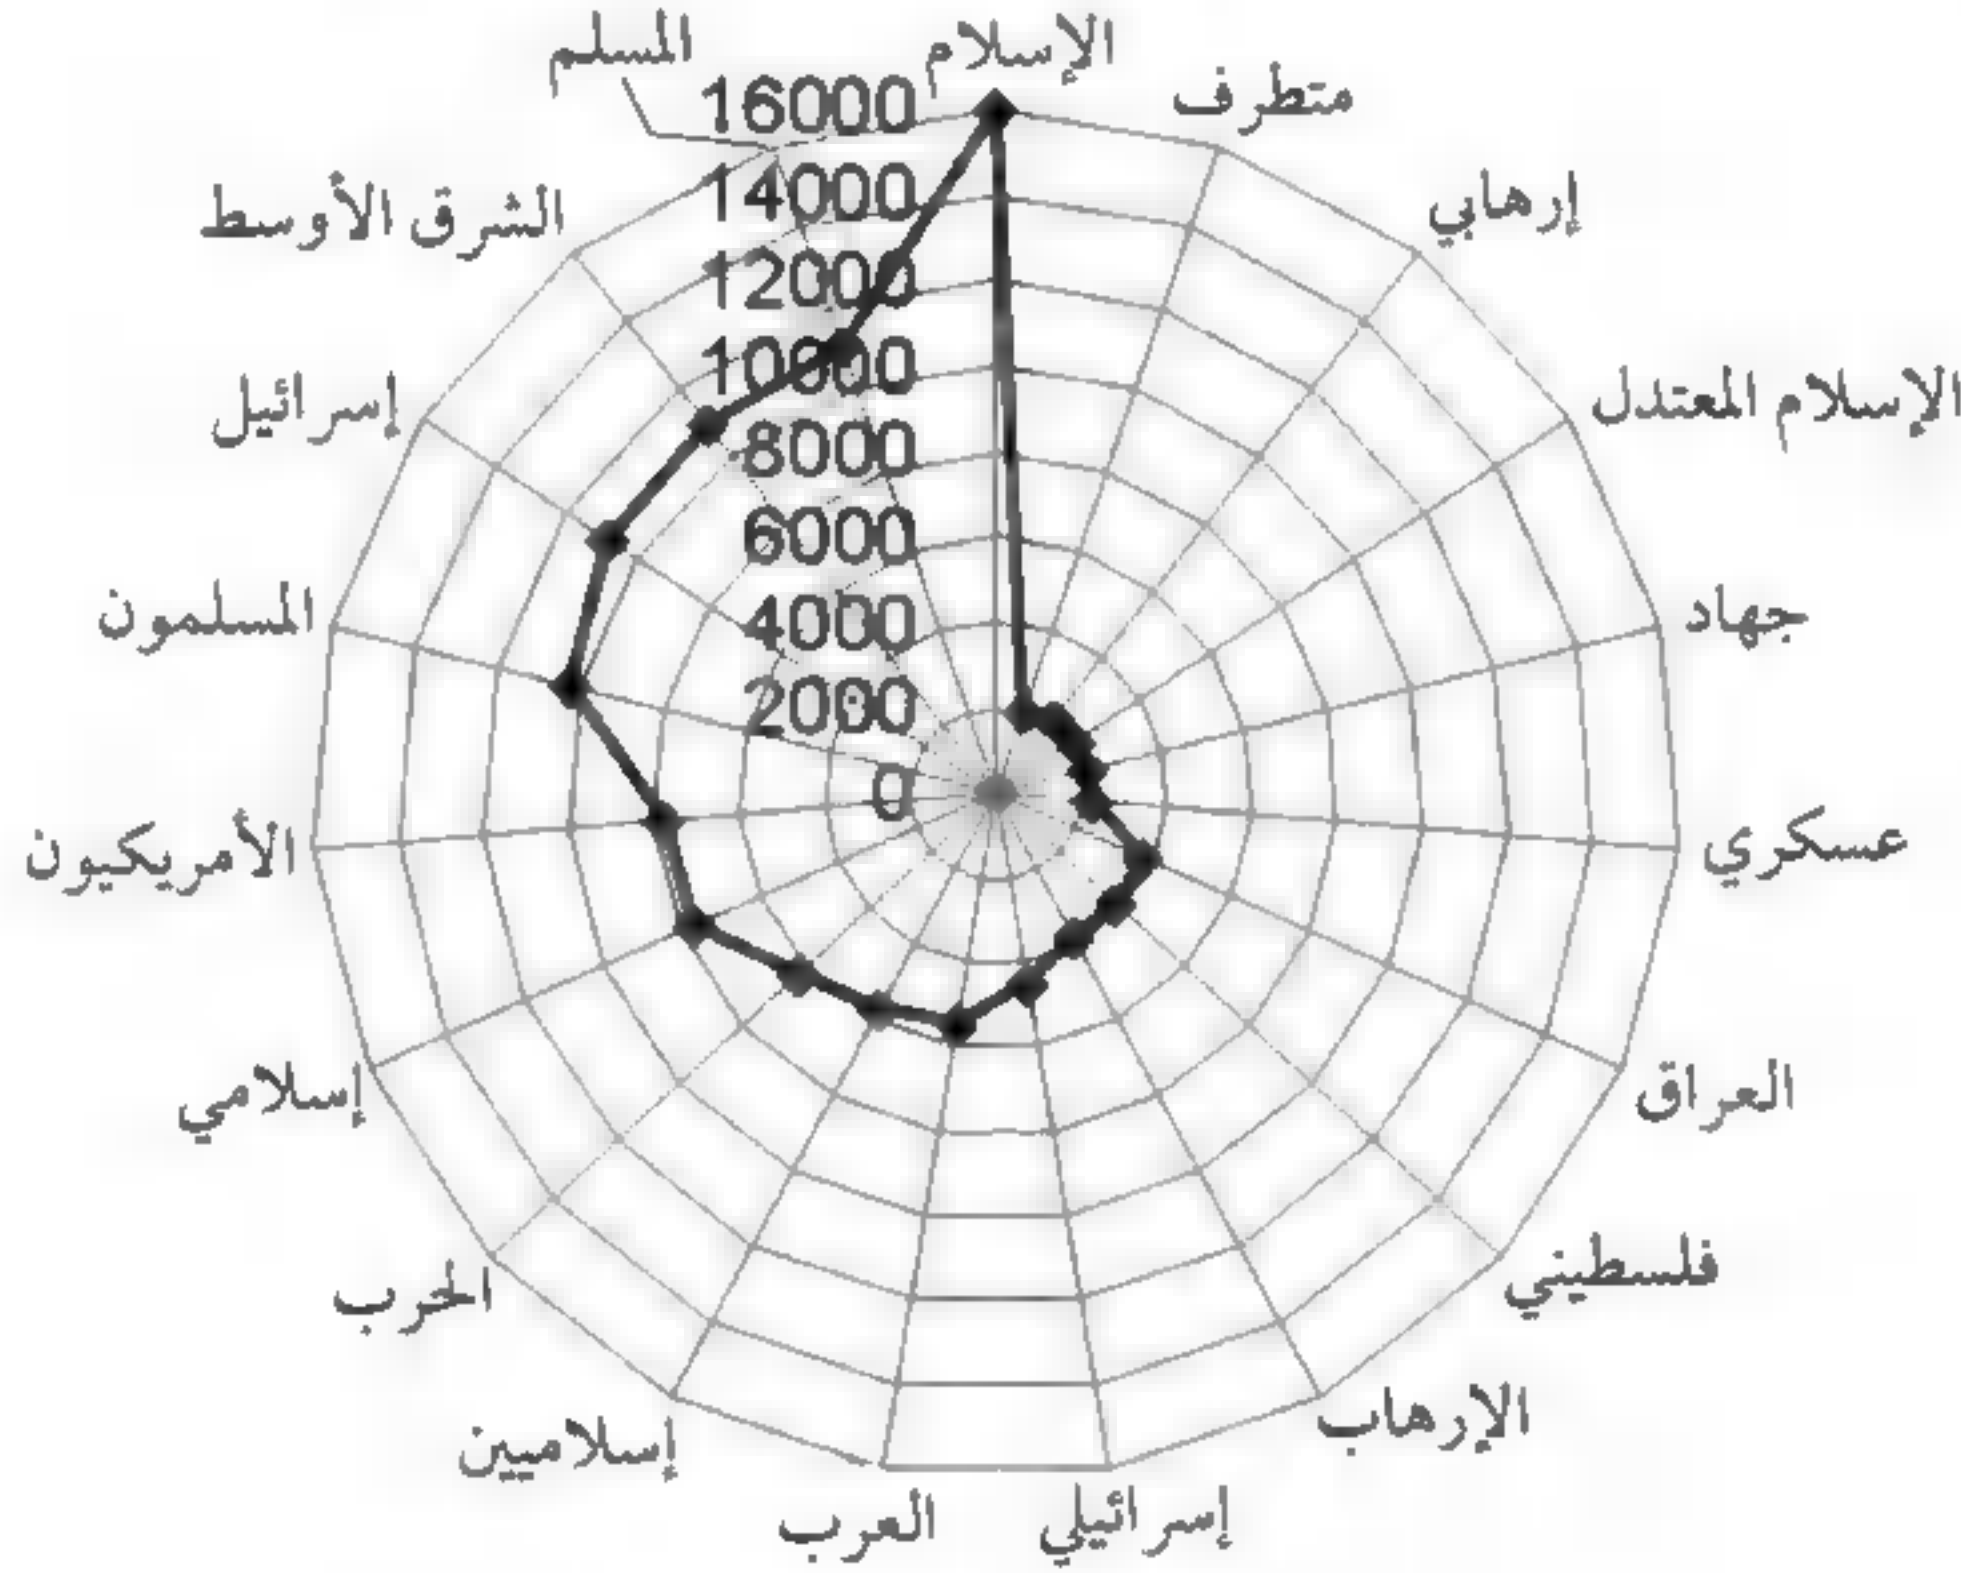 الإسلام
متطرف
إرهابي
الإسلام المعتدل
جهاد
عسكري
العراق
فلسطيني
الإرهاب
إسرائيلي
العرب
إسلاميين
الحرب
إسلامي
الأمريكيون
المسلمون
إسرائيل
الشرق الأوسط
المسلم
16000
14000
12000
10000
8000
6000
4000
2000
0